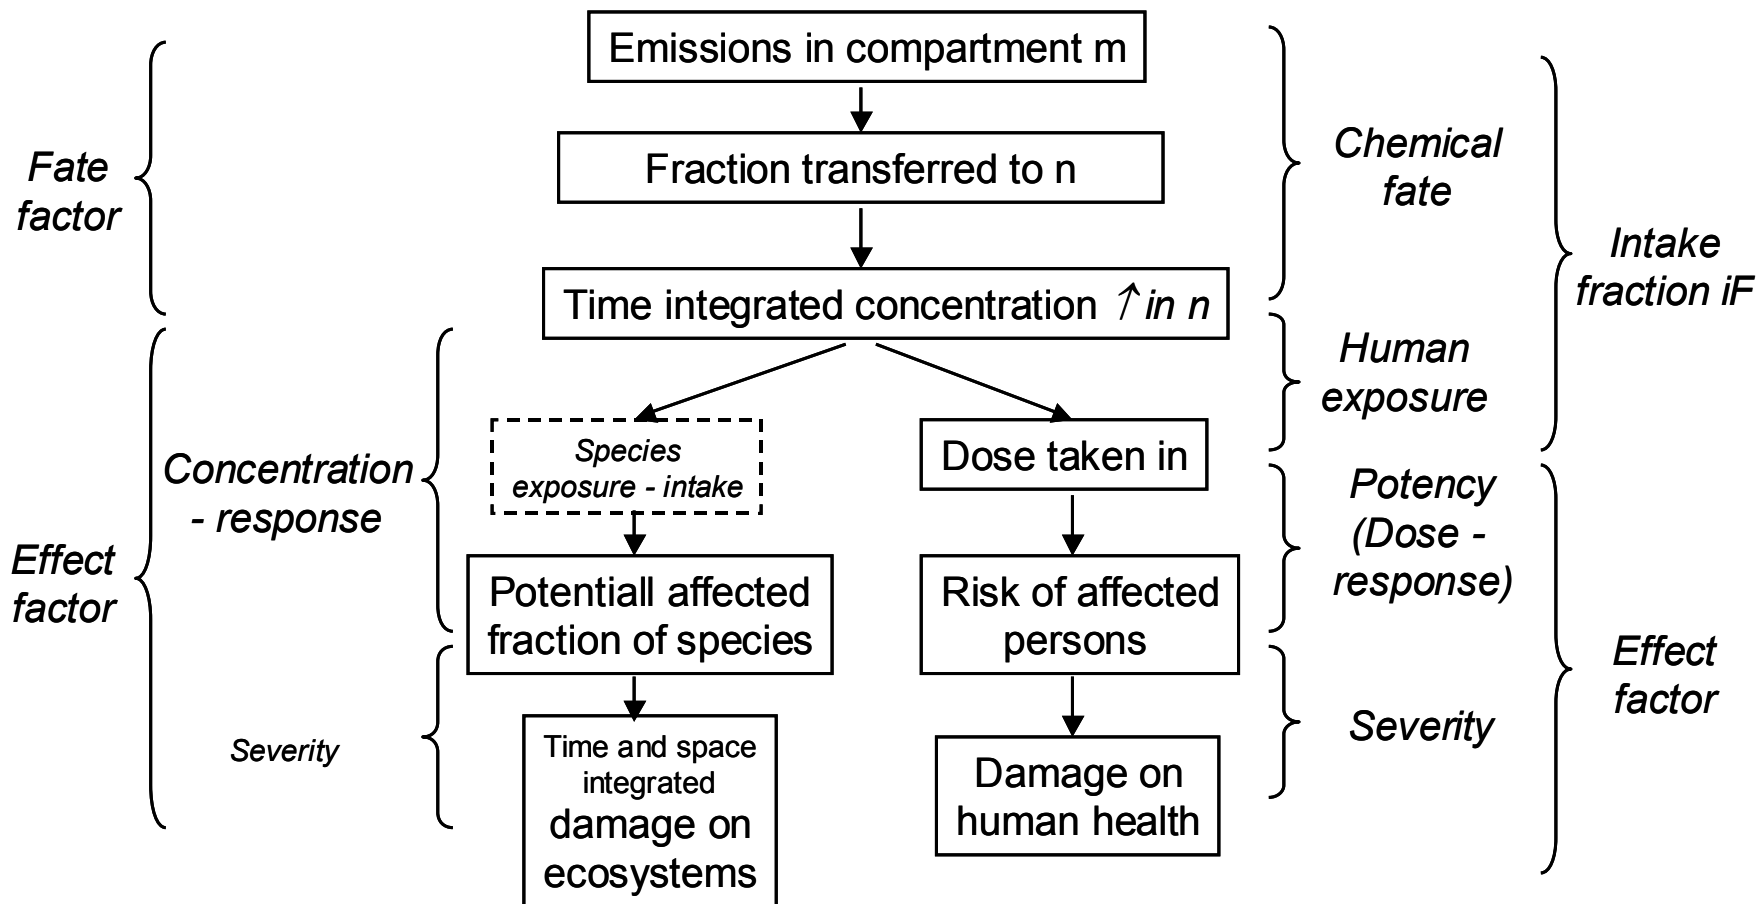 Emissions in compartment m
Fraction transferred to n
Time integrated concentration ↑ in n
Species
exposure - intake
Dose taken in
Potentiall affected
fraction of species
Risk of affected
persons
Time and space
integrated
damage on
ecosystems
Damage on
human health
Fate
factor
Effect
factor
Concentration
- response
Severity
Chemical
fate
Human
exposure
Potency
(Dose -
response)
Severity
Intake
fraction iF
Effect
factor